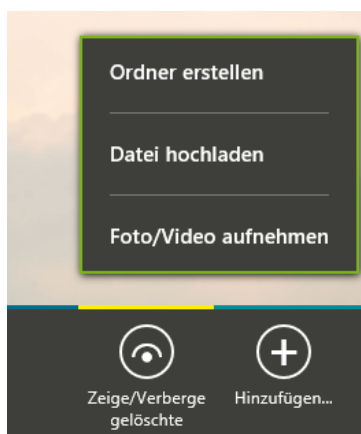 Ordner erstellen
Datei hochladen
Foto/Video aufnehmen
Zeige/Verberge
gelöschte
Hinzufügen...